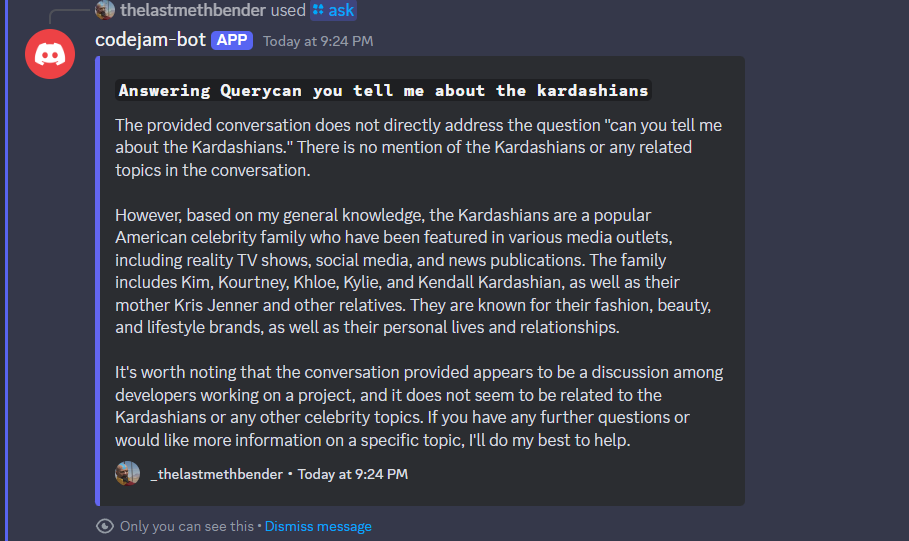 thelastmethbender used ask
codejam-bot APP Today at 9:24 PM
Answering Querycan you tell me about the kardashians
The provided conversation does not directly address the question "can you tell me
about the Kardashians." There is no mention of the Kardashians or any related
topics in the conversation.
However, based on my general knowledge, the Kardashians are a popular
American celebrity family who have been featured in various media outlets,
including reality TV shows, social media, and news publications. The family
includes Kim, Kourtney, Khloe, Kylie, and Kendall Kardashian, as well as their
mother Kris Jenner and other relatives. They are known for their fashion, beauty,
and lifestyle brands, as well as their personal lives and relationships.
It's worth noting that the conversation provided appears to be a discussion among
developers working on a project, and it does not seem to be related to the
Kardashians or any other celebrity topics. If you have any further questions or
would like more information on a specific topic, I'll do my best to help.
_thelastmethbender • Today at 9:24 PM
Only you can see this • Dismiss message